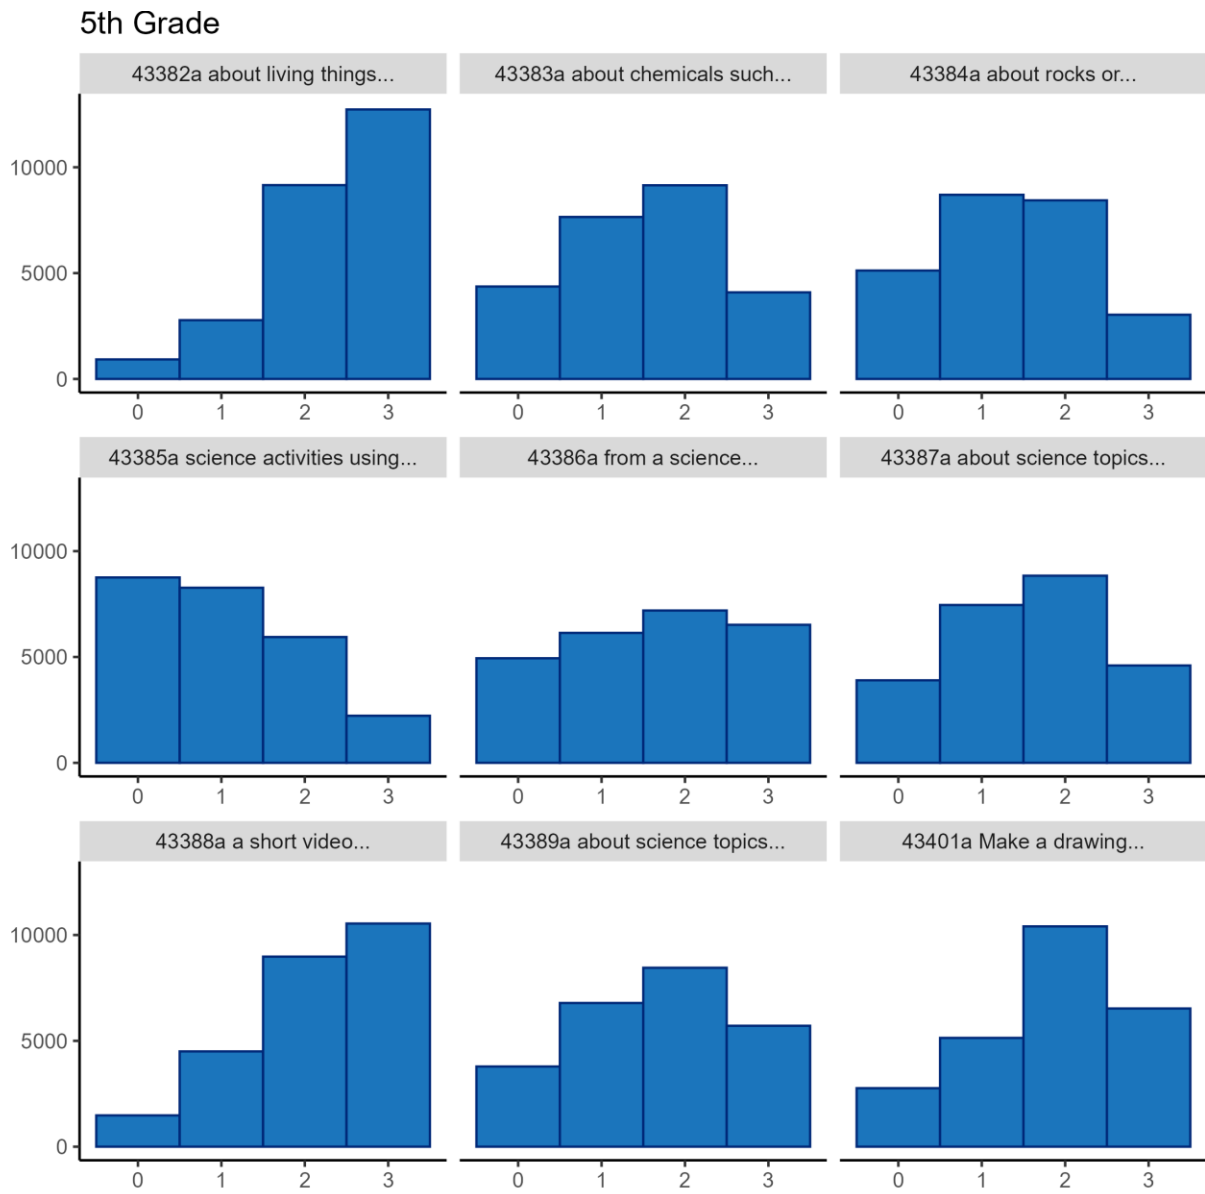 5th Grade
43382a about living things...
43383a about chemicals such...
43384a about rocks or...
10000
5000
0
0 1 2 3
0 1 2 3
0 1 2 3
43385a science activities using...
43386a from a science...
43387a about science topics...
10000
5000
0
0 1 2 3
0 1 2 3
0 1 2 3
43388a a short video...
43389a about science topics...
43401a Make a drawing...
10000
5000
0
0 1 2 3
0 1 2 3
0 1 2 3